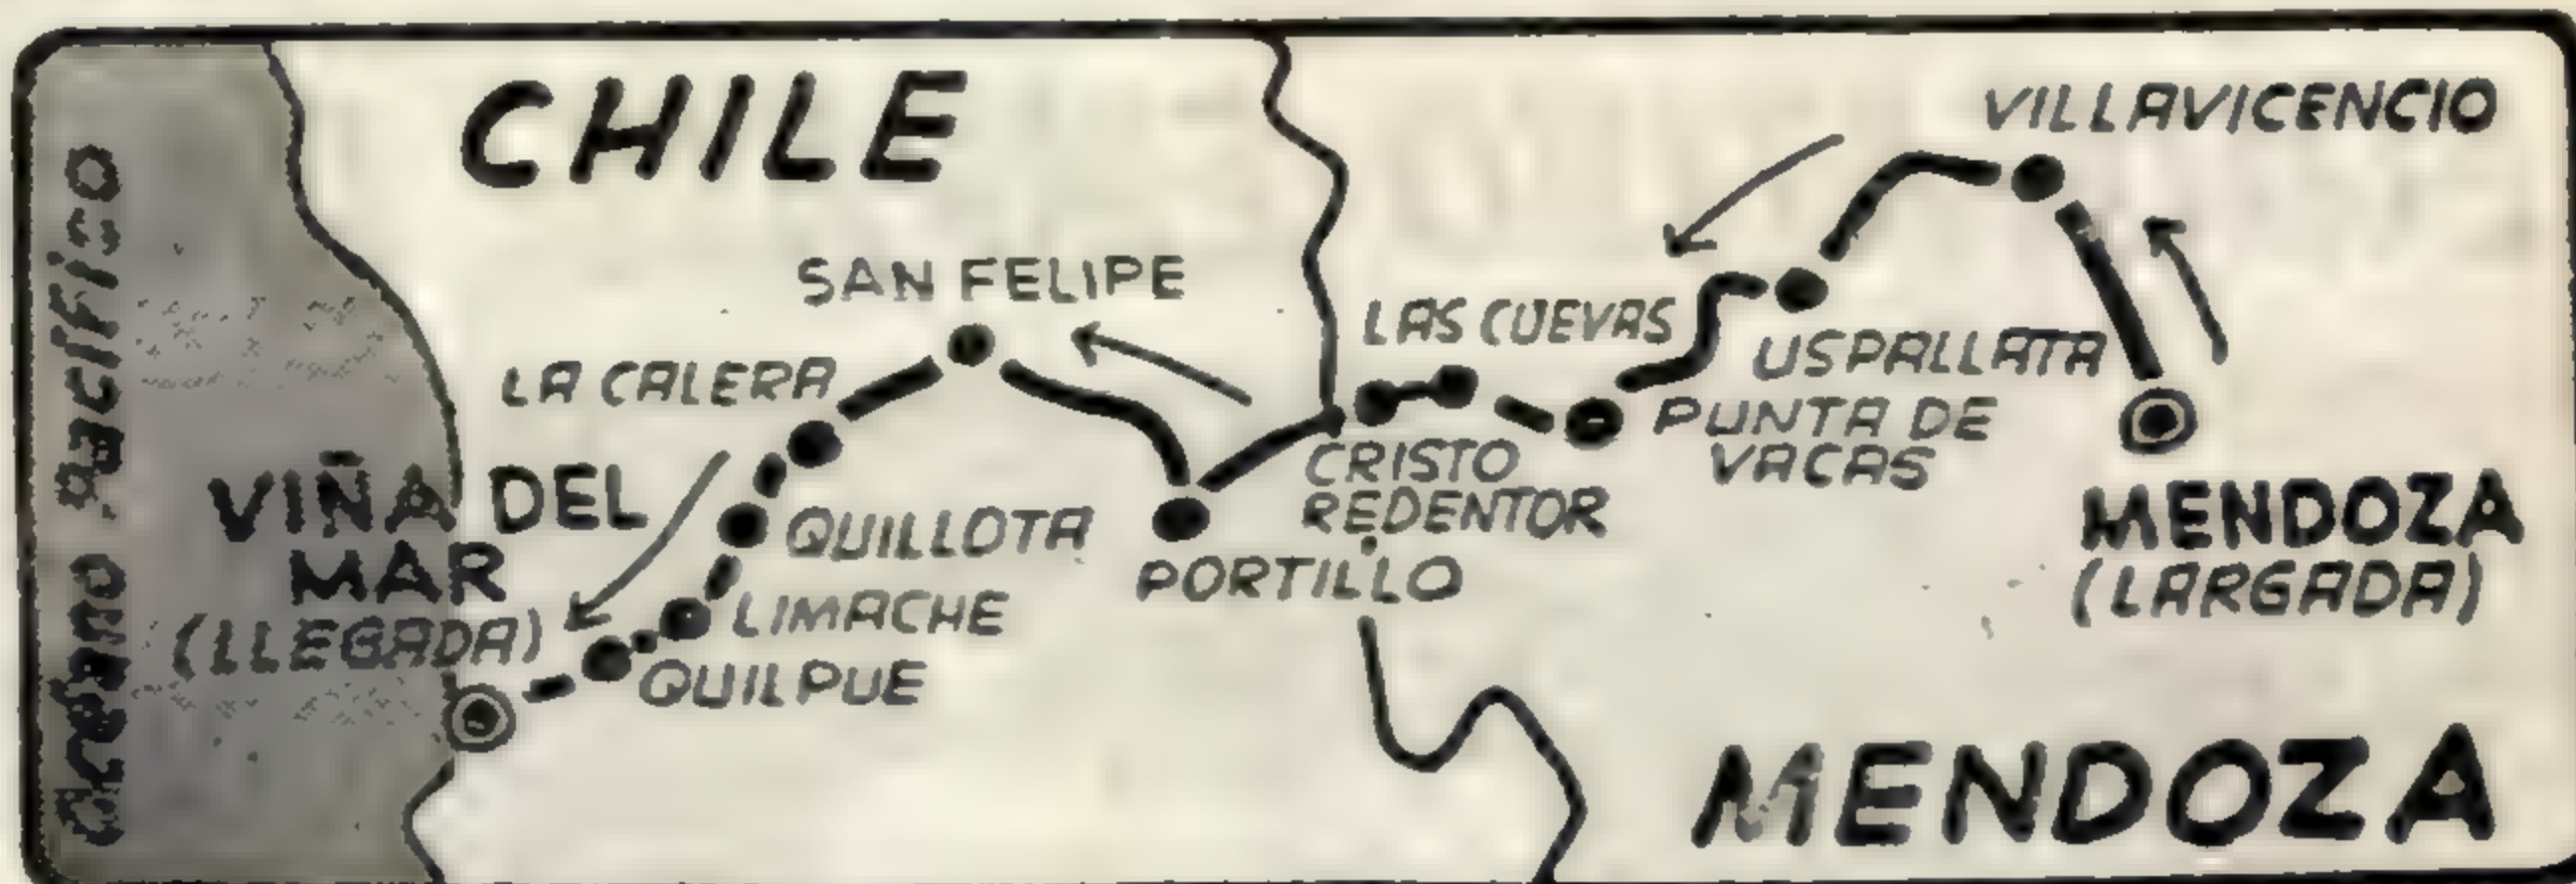 CHILE
VILLAVICENCIO
SAN FELIPE
LAS CUEVAS
USPALLATA
LA CALERA
PUNTA DE
VACAS
CRISTO
REDENTOR
VIÑA DEL
MAR
(LLEGADA)
QUILLOTA
PORTILLO
MENDOZA
(LARGADA)
LIMACHE
QUILPUE
Océano Pacífico
MENDOZA